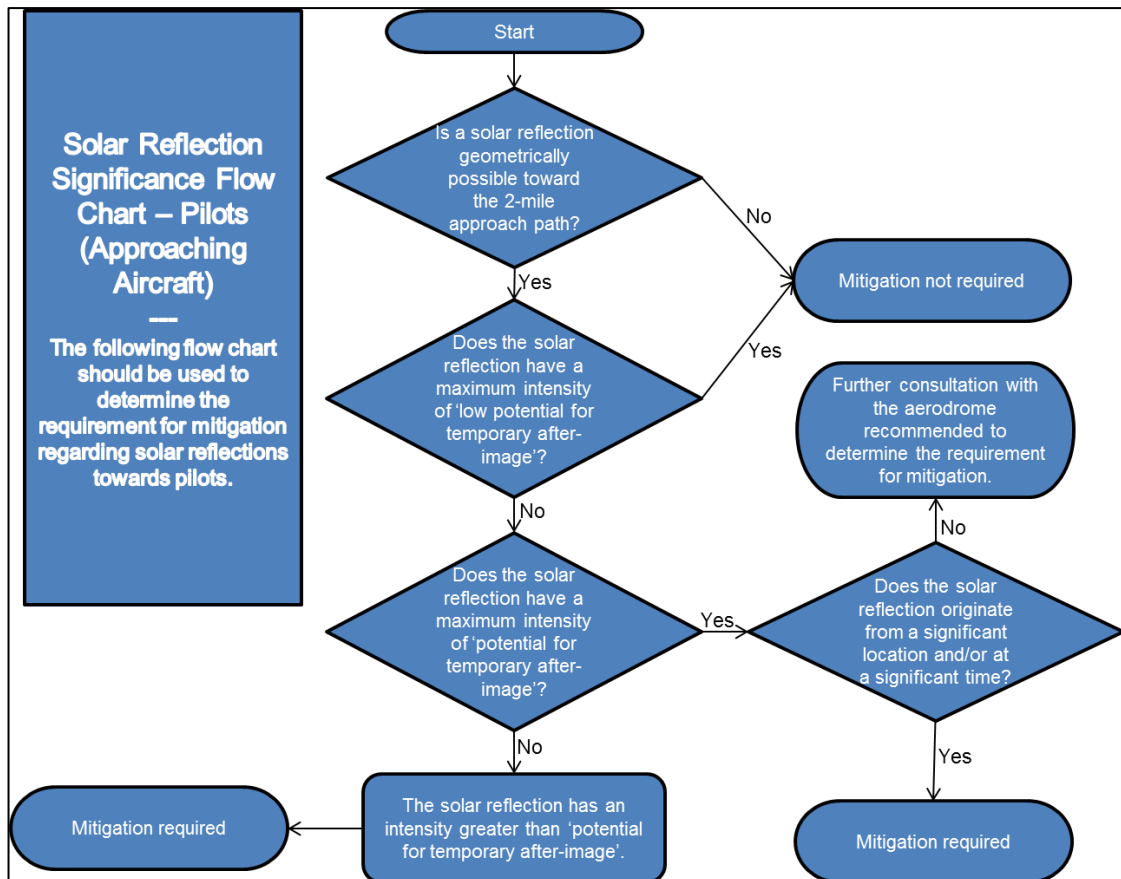 Solar Reflection
Significance Flow
Chart – Pilots
(Approaching
Aircraft)
---
The following flow chart
should be used to
determine the
requirement for mitigation
regarding solar reflections
towards pilots.
Start
Is a solar reflection
geometrically
possible toward
the 2-mile
approach path?
No
Yes
Mitigation not required
Does the solar
reflection have a
maximum intensity
of ‘low potential for
temporary after-
image’?
Yes
No
Further consultation with
the aerodrome
recommended to
determine the requirement
for mitigation.
Does the solar
reflection have a
maximum intensity
of ‘potential for
temporary after-
image’?
Yes
No
Does the solar
reflection originate
from a significant
location and/or at
a significant time?
No
Yes
The solar reflection has an
intensity greater than ‘potential
for temporary after-image’.
Mitigation required
Mitigation required